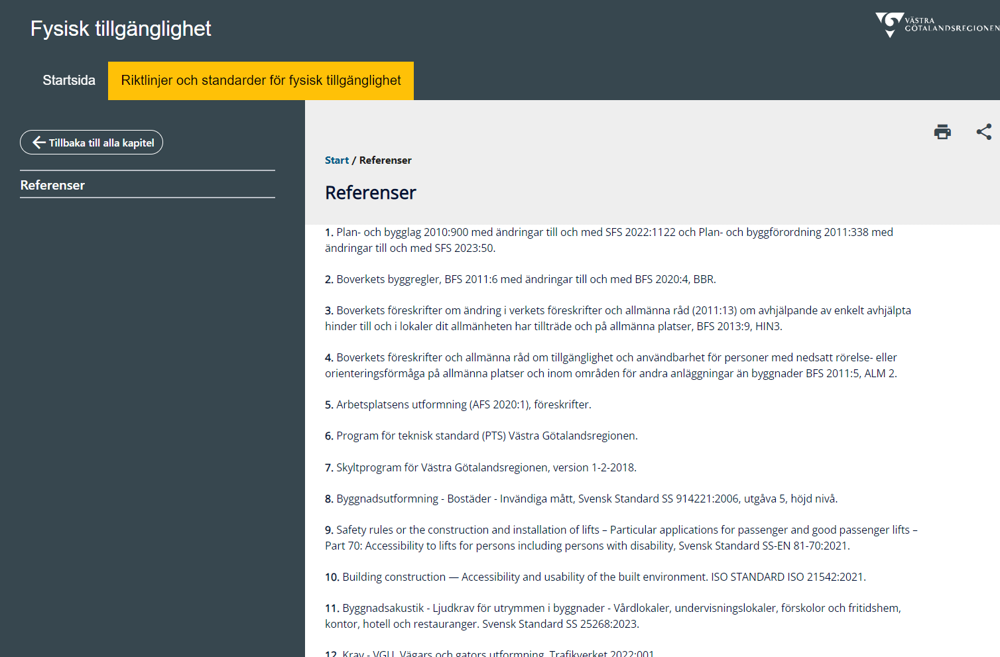 Fysisk tillgänglighet
VÄSTRA
GÖTALANDSREGIONEN
Startsida
Riktlinjer och standarder för fysisk tillgänglighet
Tillbaka till alla kapitel
Referenser
Start / Referenser
Referenser
1. Plan- och bygglag 2010:900 med ändringar till och med SFS 2022:1122 och Plan- och byggförordning 2011:338 med
ändringar till och med SFS 2023:50.
2. Boverkets byggregler, BFS 2011:6 med ändringar till och med BFS 2020:4, BBR.
3. Boverkets föreskrifter om ändring i verkets föreskrifter och allmänna råd (2011:13) om avhjälpande av enkelt avhjälpta
hinder till och i lokaler dit allmänheten har tillträde och på allmänna platser, BFS 2013:9, HIN3.
4. Boverkets föreskrifter och allmänna råd om tillgänglighet och användbarhet för personer med nedsatt rörelse- eller
orienteringsförmåga på allmänna platser och inom områden för andra anläggningar än byggnader BFS 2011:5, ALM 2.
5. Arbetsplatsens utformning (AFS 2020:1), föreskrifter.
6. Program för teknisk standard (PTS) Västra Götalandsregionen.
7. Skyltprogram för Västra Götalandsregionen, version 1-2-2018.
8. Byggnadsutformning - Bostäder - Invändiga mått, Svensk Standard SS 914221:2006, utgåva 5, höjd nivå.
9. Safety rules or the construction and installation of lifts – Particular applications for passenger and good passenger lifts –
Part 70: Accessibility to lifts for persons including persons with disability, Svensk Standard SS-EN 81-70:2021.
10. Building construction — Accessibility and usability of the built environment. ISO STANDARD ISO 21542:2021.
11. Byggnadsakustik - Ljudkrav för utrymmen i byggnader - Vårdlokaler, undervisningslokaler, förskolor och fritidshem,
kontor, hotell och restauranger. Svensk Standard SS 25268:2023.
12. Krav - VGU, Vägars och gators utformning, Trafikverket 2022:001